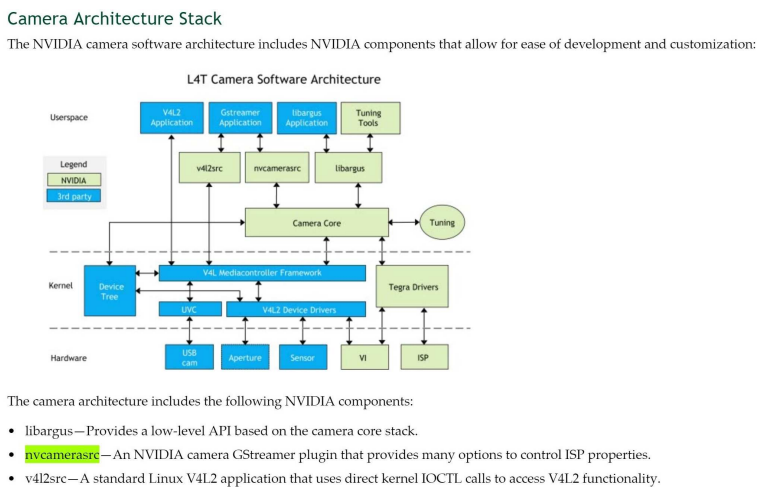 Camera Architecture Stack
The NVIDIA camera software architecture includes NVIDIA components that allow for ease of development and customization:
L4T Camera Software Architecture
Userspace
V4L2
Application
Gstreamer
Application
libargus
Application
Tuning
Tools
Legend
NVIDIA
3rd party
v4l2src
nvcamerasrc
libargus
Camera Core
Tuning
Kernel
Device
Tree
V4L Mediacontroller Framework
Tegra Drivers
UVC
V4L2 Device Drivers
Hardware
USB
cam
Aperture
Sensor
VI
ISP
The camera architecture includes the following NVIDIA components:
• libargus—Provides a low-level API based on the camera core stack.
• nvcamerasrc—An NVIDIA camera GStreamer plugin that provides many options to control ISP properties.
• v4l2src—A standard Linux V4L2 application that uses direct kernel IOCTL calls to access V4L2 functionality.